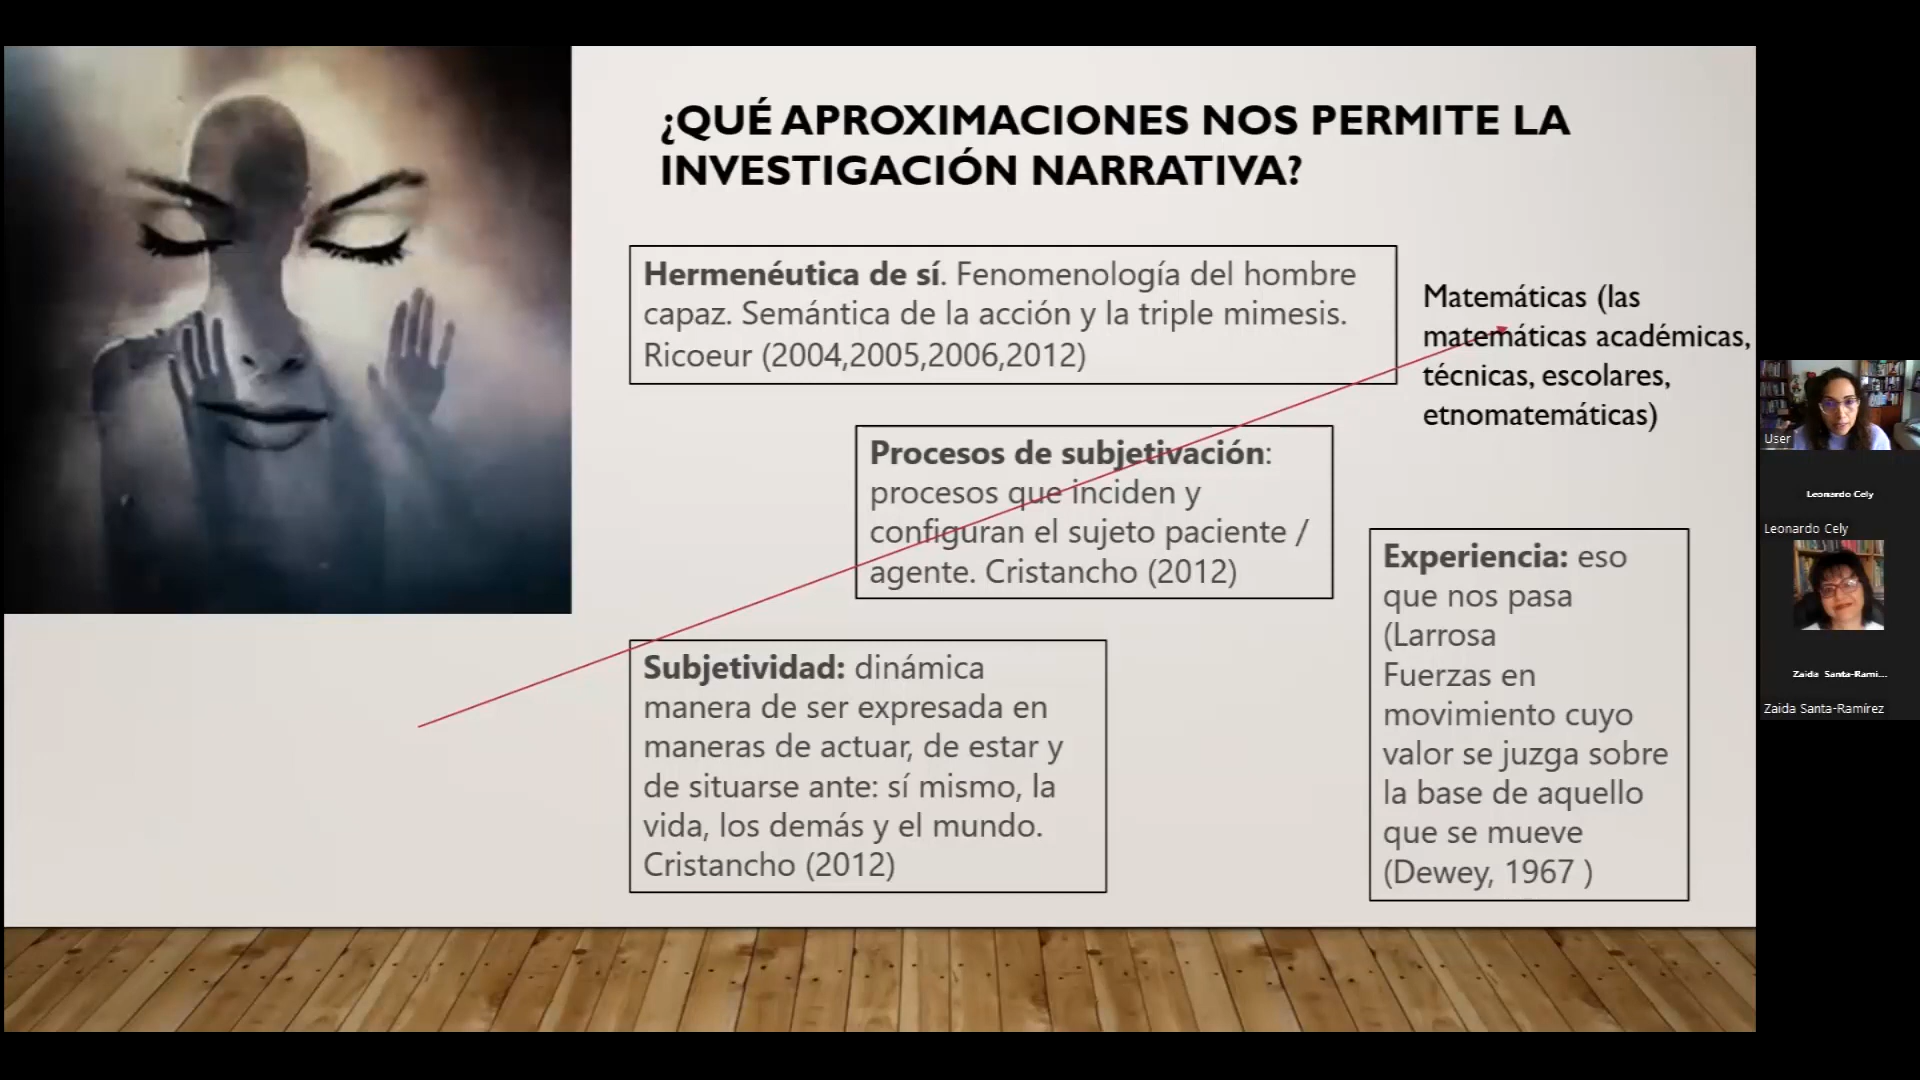 ¿QUÉ APROXIMACIONES NOS PERMITE LA
INVESTIGACIÓN NARRATIVA?
Hermenéutica de sí. Fenomenología del hombre
capaz. Semántica de la acción y la triple mimesis.
Ricoeur (2004,2005,2006,2012)
Matemáticas (las
matemáticas académicas,
técnicas, escolares,
etnomatemáticas)
Procesos de subjetivación:
procesos que inciden y
configuran el sujeto paciente /
agente. Cristancho (2012)
Subjetividad: dinámica
manera de ser expresada en
maneras de actuar, de estar y
de situarse ante: sí mismo, la
vida, los demás y el mundo.
Cristancho (2012)
Experiencia: eso
que nos pasa
(Larrosa
Fuerzas en
movimiento cuyo
valor se juzga sobre
la base de aquello
que se mueve
(Dewey, 1967 )
User
Leonardo Cely
Leonardo Cely
Zaida Santa-Rami...
Zaida Santa-Ramírez